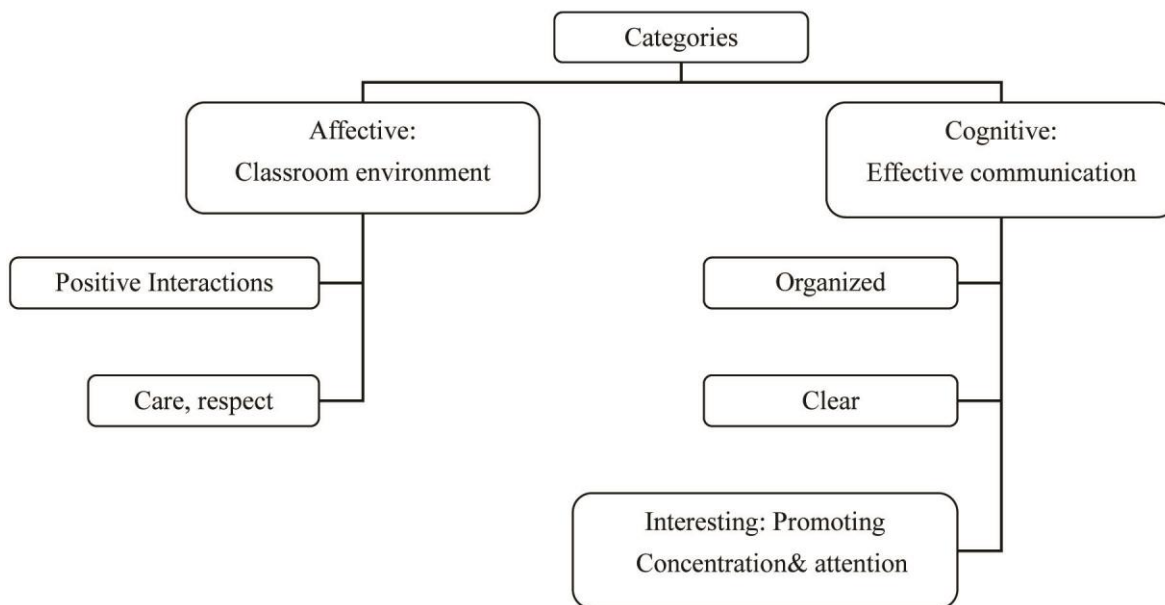 Categories
Affective:
Classroom environment
Positive Interactions
Care, respect
Cognitive:
Effective communication
Organized
Clear
Interesting: Promoting
Concentration& attention